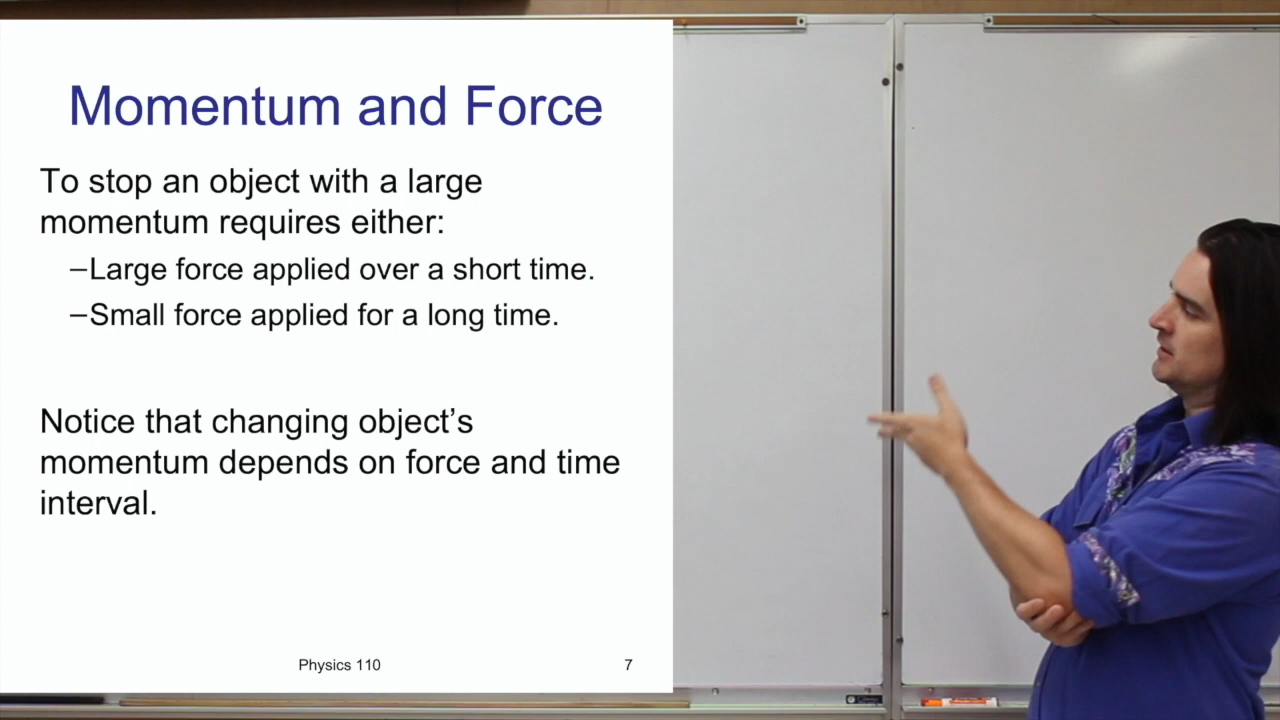 Momentum and Force
To stop an object with a large
momentum requires either:
–Large force applied over a short time.
–Small force applied for a long time.
Notice that changing object’s
momentum depends on force and time
interval.
Physics 110
7